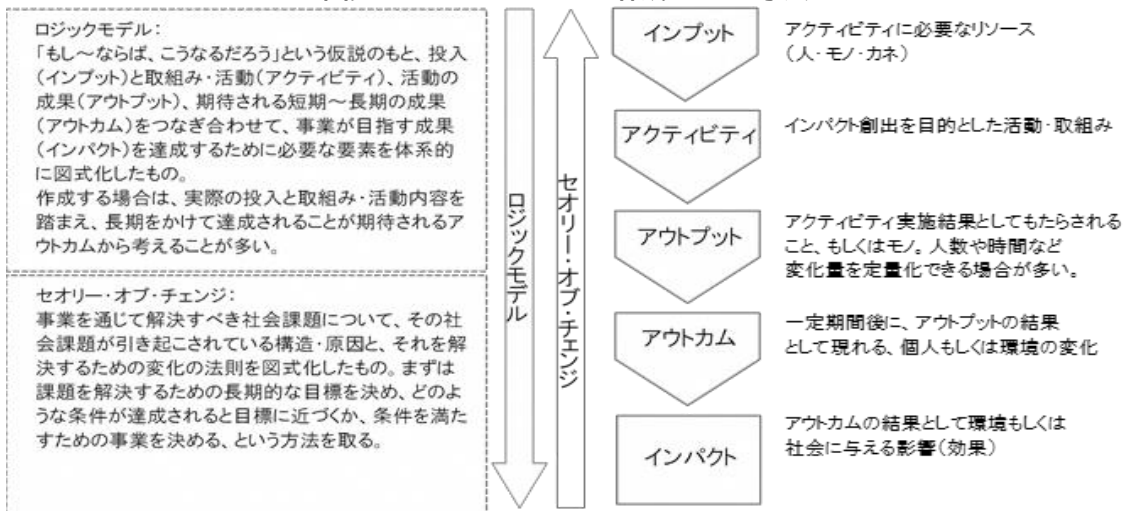 ロジックモデル:
「もし~ならば、こうなるだろう」という仮説のもと、投入
(インプット)と取組み・活動(アクティビティ)、活動の
成果(アウトプット)、期待される短期~長期の成果
(アウトカム)をつなぎ合わせて、事業が目指す成果
(インパクト)を達成するために必要な要素を体系的
に図式化したもの。
作成する場合は、実際の投入と取組み・活動内容を
踏まえ、長期をかけて達成されることが期待されるア
ウトカムから考えることが多い。
セオリー・オブ・チェンジ:
事業を通じて解決すべき社会課題について、その社
会課題が引き起こされている構造・原因と、それを解
決するための変化の法則を図式化したもの。まずは
課題を解決するための長期的な目標を決め、どのよ
うな条件が達成されると目標に近づくか、条件を満た
すための事業を決める、という方法を取る。
ロジックモデル
セオリー・オブ・チェンジ
インプット
アクティビティに必要なリソース
(人・モノ・カネ)
アクティビティ
インパクト創出を目的とした活動・取組み
アウトプット
アクティビティ実施結果としてもたらされる
こと、もしくはモノ。人数や時間など
変化量を定量化できる場合が多い。
アウトカム
一定期間後に、アウトプットの結果
として現れる、個人もしくは環境の変化
インパクト
アウトカムの結果として環境もしくは
社会に与える影響(効果)